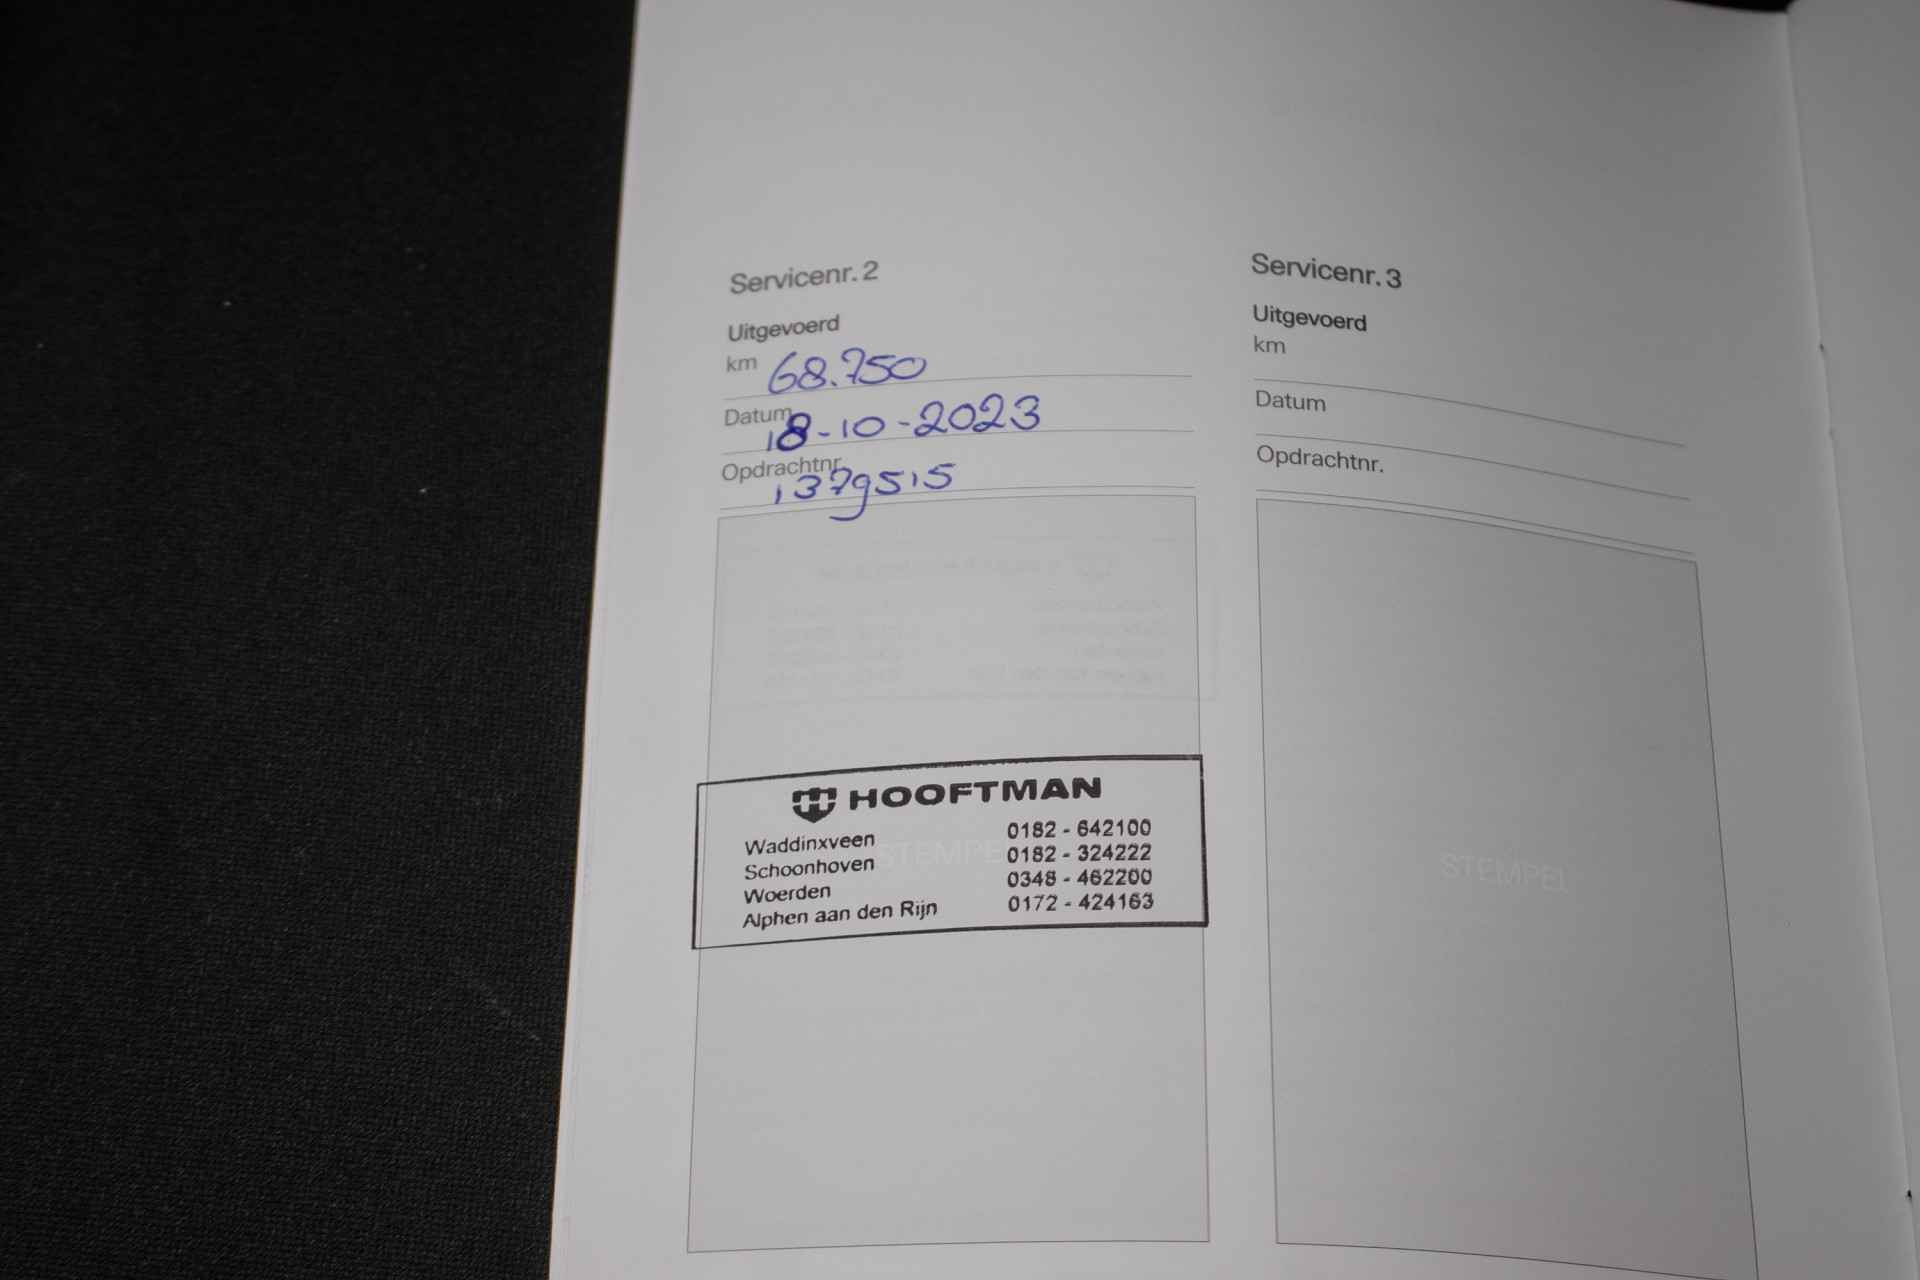 Servicenr. 2
Uitgevoerd
km 68.750
Datum 18-10-2023
Opdrachtnr. 1379515
HOOFTMAN
Waddinxveen 0182 - 642100
Schoonhoven 0182 - 324222
Woerden 0348 - 462200
Alphen aan den Rijn 0172 - 424163
STEMPEL
Servicenr. 3
Uitgevoerd
km
Datum
Opdrachtnr.
STEMPEL